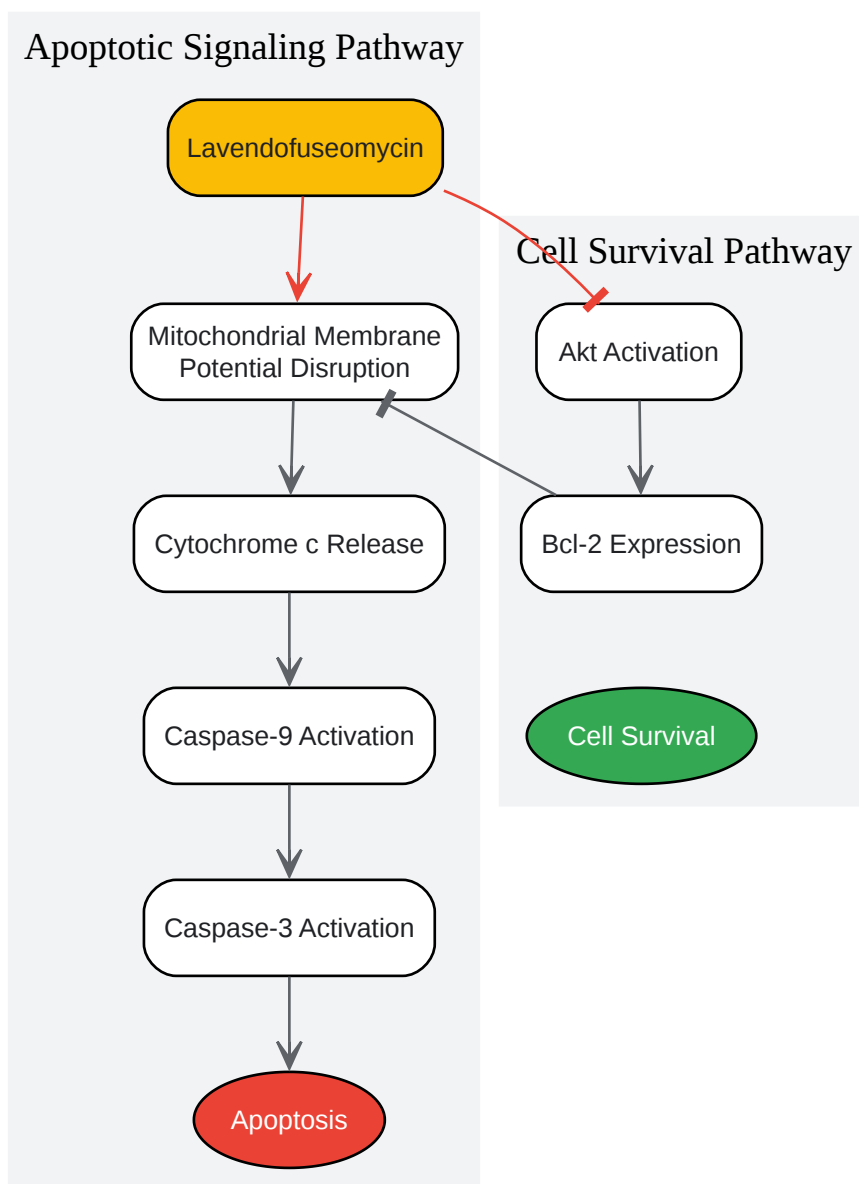 Apoptotic Signaling Pathway
Lavendofuseomycin
Cell Survival Pathway
Mitochondrial Membrane
Potential Disruption
Akt Activation
Cytochrome c Release
Bcl-2 Expression
Caspase-9 Activation
Cell Survival
Caspase-3 Activation
Apoptosis